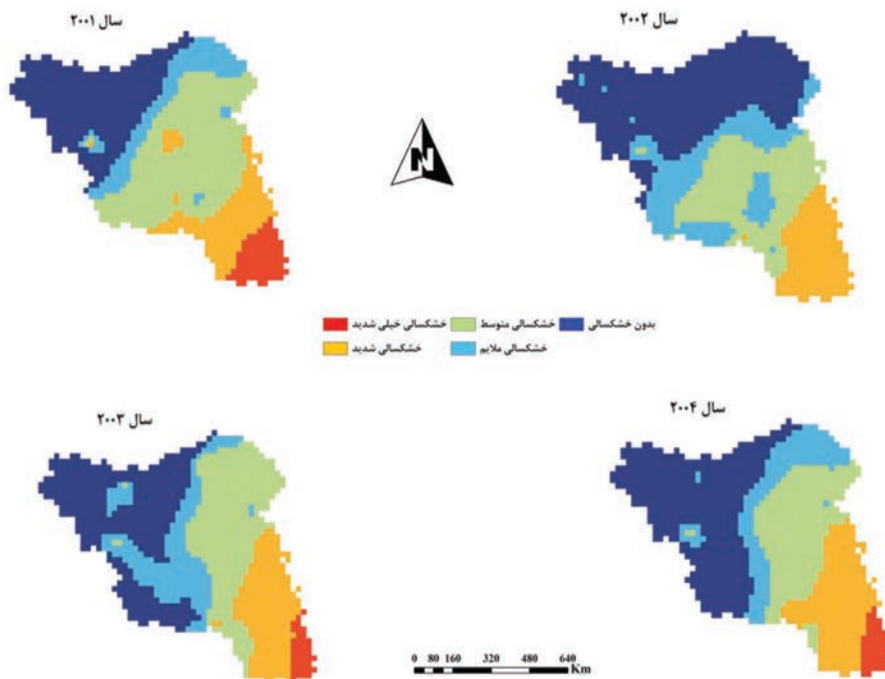 سال ۲۰۰۱
سال ۲۰۰۲
N
بدون خشکسالی
خشکسالی متوسط
خشکسالی خیلی شدید
خشکسالی ملایم
خشکسالی شدید
سال ۲۰۰۳
سال ۲۰۰۴
0 80 160 320 480 640
Km